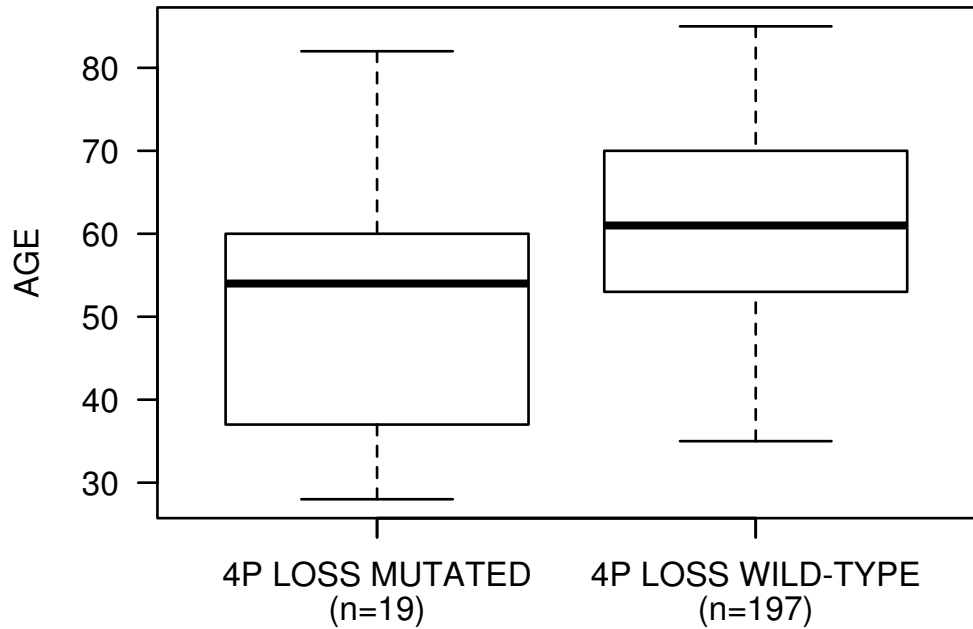 AGE
80
70
60
50
40
30
4P LOSS MUTATED
(n=19)
4P LOSS WILD-TYPE
(n=197)